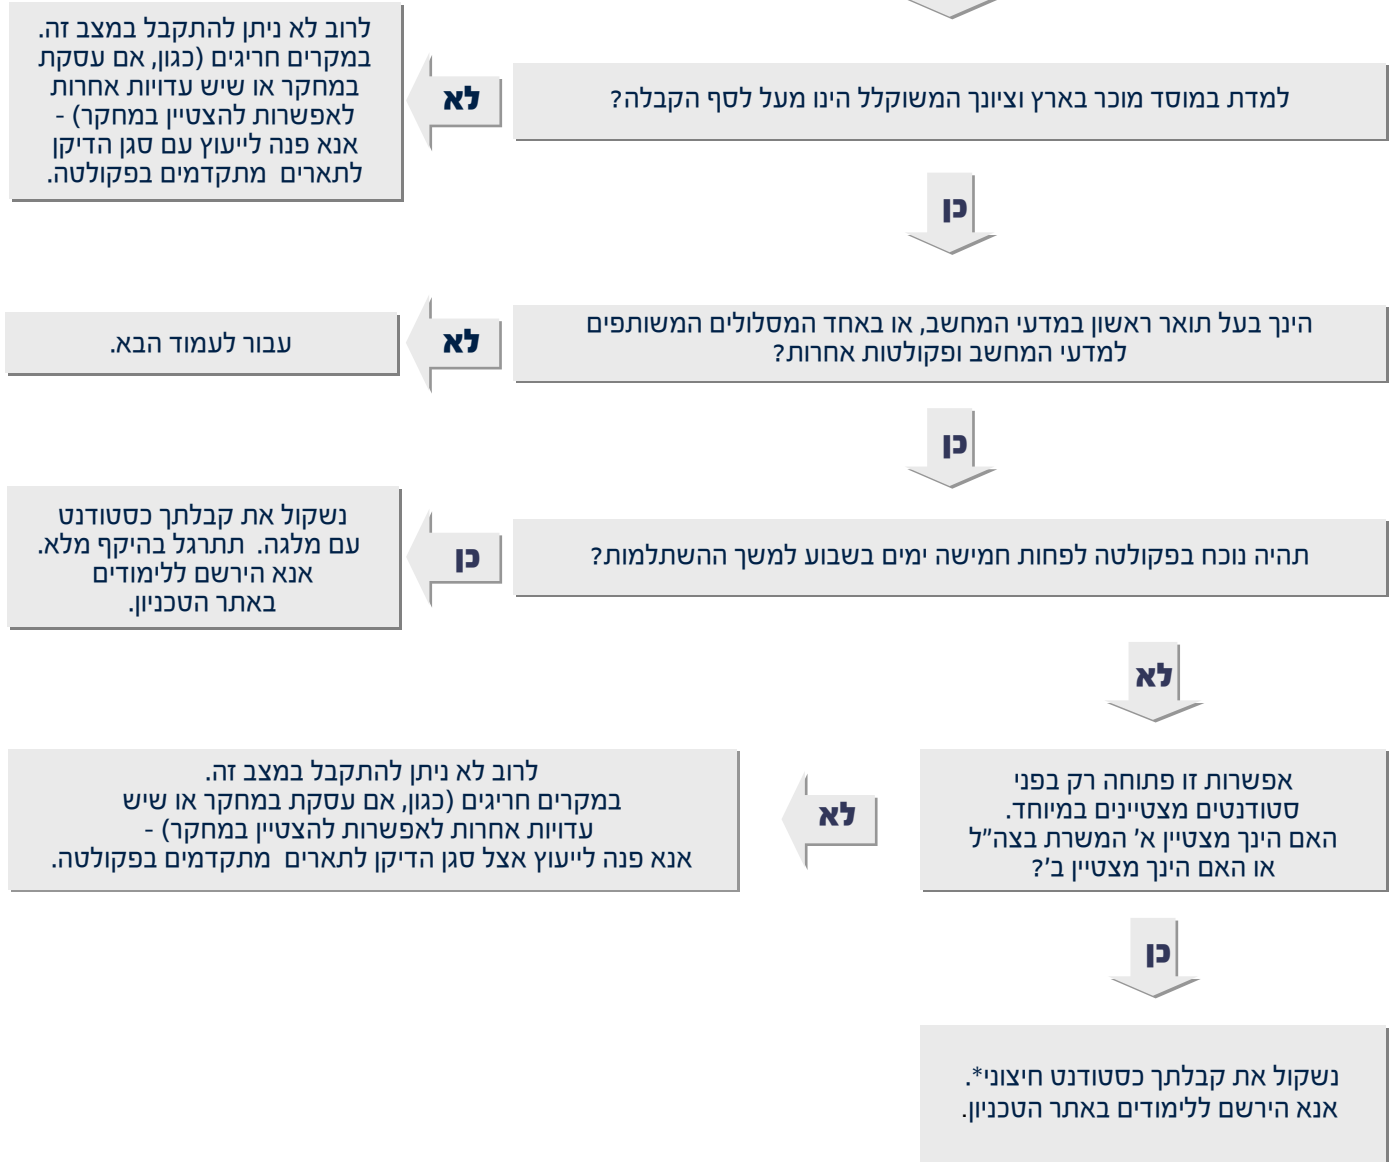 למדת במוסד מוכר בארץ וציונך המשוקלל הינו מעל לסף הקבלה?
לא
לרוב לא ניתן להתקבל במצב זה.
במקרים חריגים (כגון, אם עסקת
במחקר או שיש עדויות אחרות
לאפשרות להצטיין במחקר) -
אנא פנה לייעוץ עם סגן הדיקן
לתארים מתקדמים בפקולטה.
כן
הינך בעל תואר ראשון במדעי המחשב, או באחד המסלולים המשותפים
למדעי המחשב ופקולטות אחרות?
לא
עבור לעמוד הבא.
כן
תהיה נוכח בפקולטה לפחות חמישה ימים בשבוע למשך ההשתלמות?
כן
נשקול את קבלתך כסטודנט
עם מלגה. תתרגל בהיקף מלא.
אנא הירשם ללימודים
באתר הטכניון.
לא
אפשרות זו פתוחה רק בפני
סטודנטים מצטיינים במיוחד.
האם הינך מצטיין א' המשרת בצה"ל
או האם הינך מצטיין ב'?
לא
לרוב לא ניתן להתקבל במצב זה.
במקרים חריגים (כגון, אם עסקת במחקר או שיש
עדויות אחרות לאפשרות להצטיין במחקר) -
אנא פנה לייעוץ אצל סגן הדיקן לתארים מתקדמים בפקולטה.
כן
נשקול את קבלתך כסטודנט חיצוני*.
אנא הירשם ללימודים באתר הטכניון.